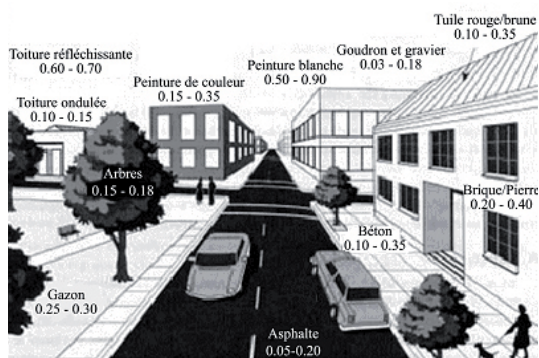 Tuile rouge/brune
0.10 - 0.35
Toiture réfléchissante
0.60 - 0.70
Goudron et gravier
0.03 - 0.18
Peinture blanche
0.50 - 0.90
Peinture de couleur
0.15 - 0.35
Toiture ondulée
0.10 - 0.15
Arbres
0.15 - 0.18
Brique/Pierre
0.20 - 0.40
Béton
0.10 - 0.35
Gazon
0.25 - 0.30
Asphalte
0.05-0.20